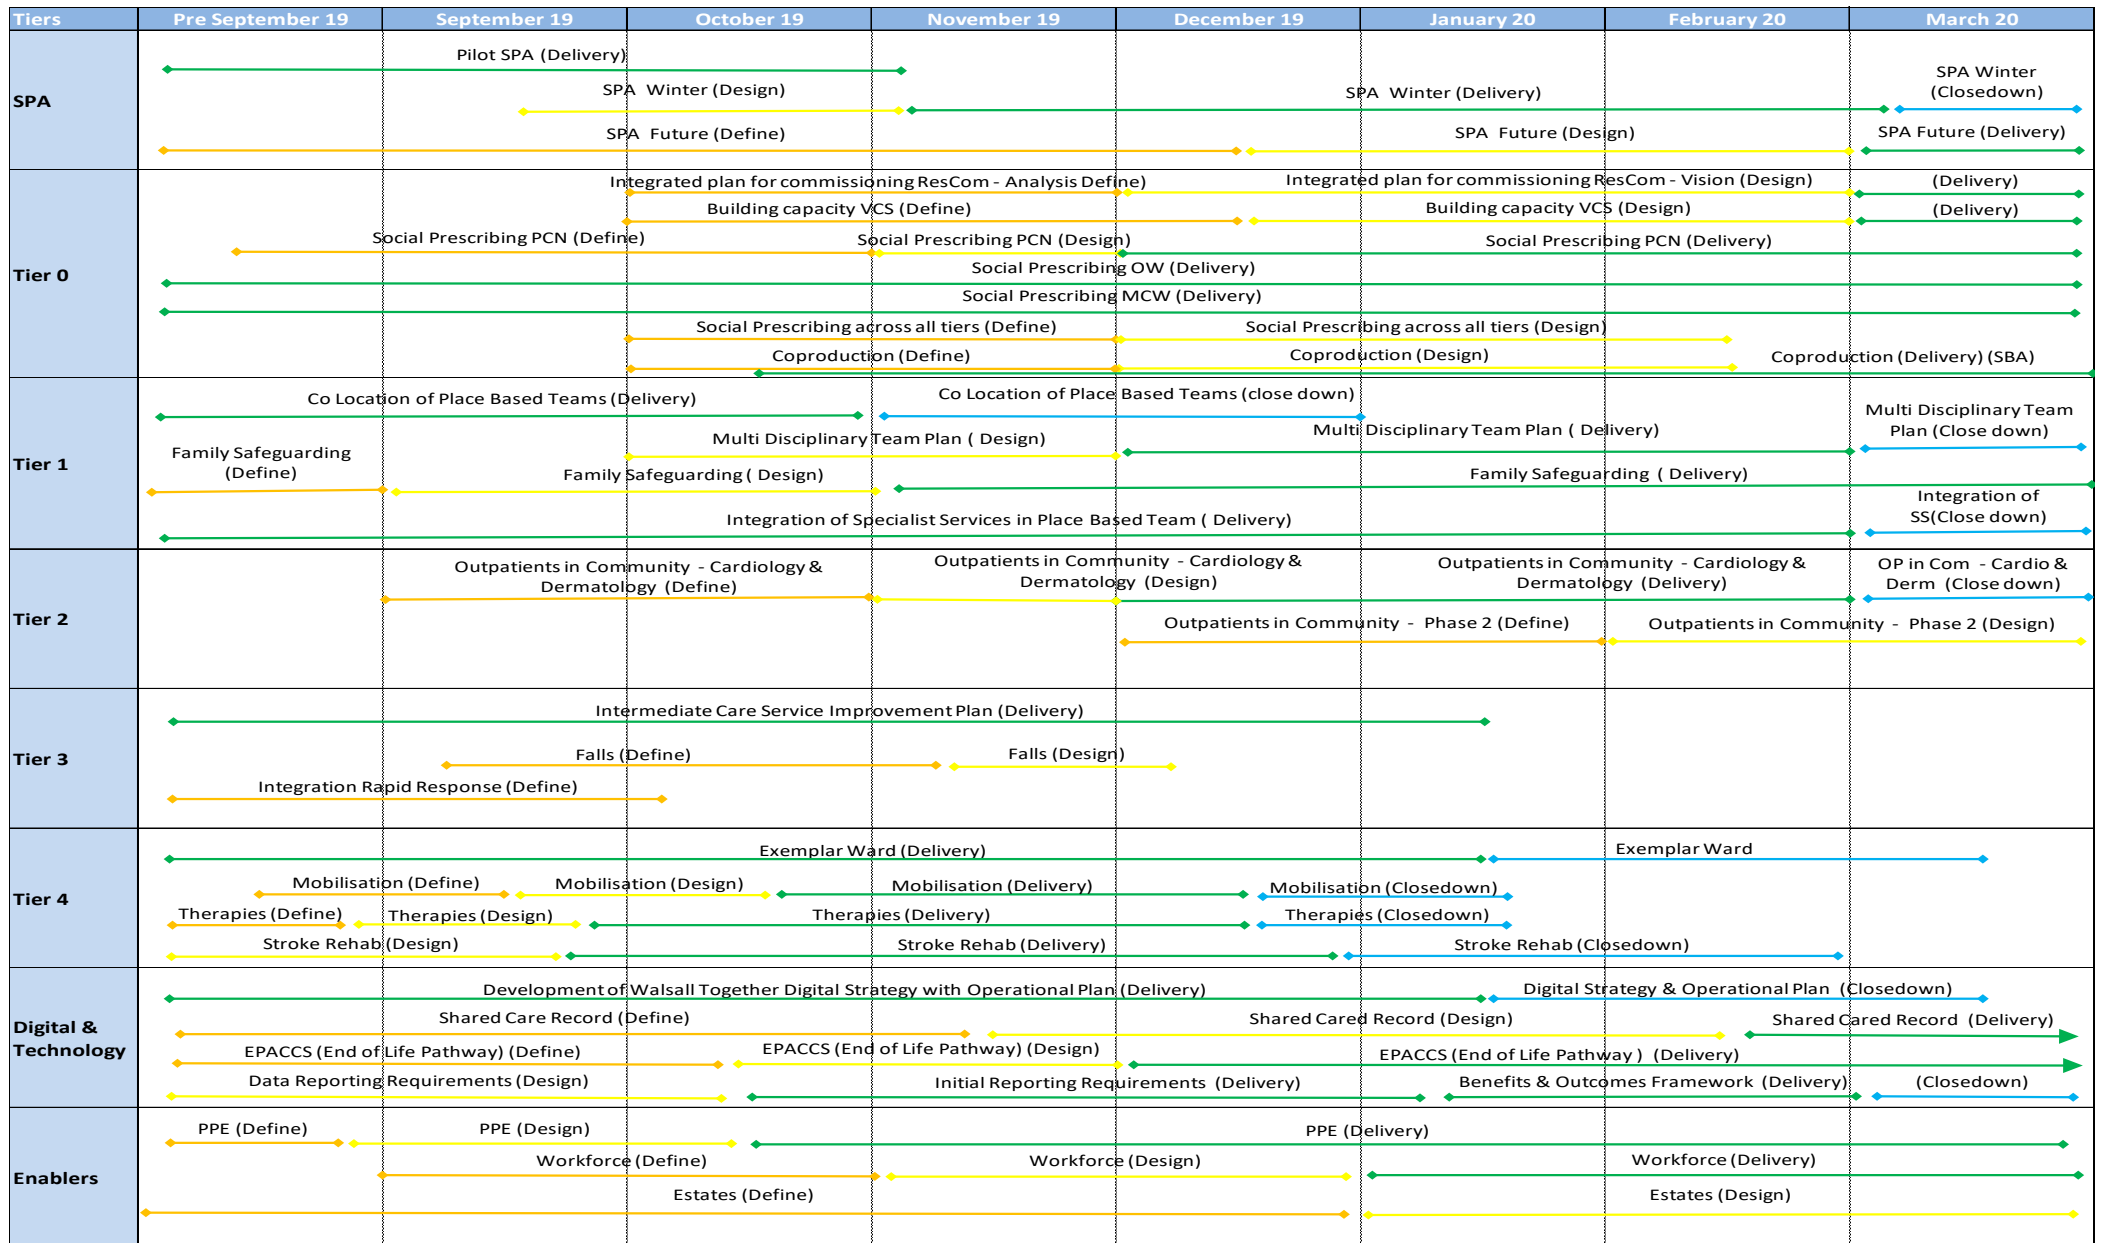 Tiers Pre September 19 September 19 October 19 November 19 December 19 January 20 February 20 March 20
SPA
Pilot SPA (Delivery)
SPA Winter (Design)
SPA Winter (Delivery)
SPA Winter
(Closedown)
SPA Future (Define)
SPA Future (Design)
SPA Future (Delivery)
Tier 0
Integrated plan for commissioning ResCom - Analysis Define)
Integrated plan for commissioning ResCom - Vision (Design)
(Delivery)
Building capacity VCS (Define)
Building capacity VCS (Design)
(Delivery)
Social Prescribing PCN (Define)
Social Prescribing PCN (Design)
Social Prescribing PCN (Delivery)
Social Prescribing OW (Delivery)
Social Prescribing MCW (Delivery)
Social Prescribing across all tiers (Define)
Social Prescribing across all tiers (Design)
Coproduction (Define)
Coproduction (Design)
Coproduction (Delivery) (SBA)
Tier 1
Co Location of Place Based Teams (Delivery)
Co Location of Place Based Teams (close down)
Multi Disciplinary Team Plan ( Design)
Multi Disciplinary Team Plan ( Delivery)
Multi Disciplinary Team
Plan (Close down)
Family Safeguarding
(Define)
Family Safeguarding ( Design)
Family Safeguarding ( Delivery)
Integration of Specialist Services in Place Based Team ( Delivery)
Integration of
SS(Close down)
Tier 2
Outpatients in Community - Cardiology &
Dermatology (Define)
Outpatients in Community - Cardiology &
Dermatology (Design)
Outpatients in Community - Cardiology &
Dermatology (Delivery)
OP in Com - Cardio &
Derm (Close down)
Outpatients in Community - Phase 2 (Define)
Outpatients in Community - Phase 2 (Design)
Tier 3
Intermediate Care Service Improvement Plan (Delivery)
Falls (Define)
Falls (Design)
Integration Rapid Response (Define)
Tier 4
Exemplar Ward (Delivery)
Exemplar Ward
Mobilisation (Define)
Mobilisation (Design)
Mobilisation (Delivery)
Mobilisation (Closedown)
Therapies (Define)
Therapies (Design)
Therapies (Delivery)
Therapies (Closedown)
Stroke Rehab (Design)
Stroke Rehab (Delivery)
Stroke Rehab (Closedown)
Digital &
Technology
Development of Walsall Together Digital Strategy with Operational Plan (Delivery)
Digital Strategy & Operational Plan (Closedown)
Shared Care Record (Define)
Shared Cared Record (Design)
Shared Cared Record (Delivery)
EPACCS (End of Life Pathway) (Define)
EPACCS (End of Life Pathway) (Design)
EPACCS (End of Life Pathway ) (Delivery)
Data Reporting Requirements (Design)
Initial Reporting Requirements (Delivery)
Benefits & Outcomes Framework (Delivery)
(Closedown)
Enablers
PPE (Define)
PPE (Design)
PPE (Delivery)
Workforce (Define)
Workforce (Design)
Workforce (Delivery)
Estates (Define)
Estates (Design)